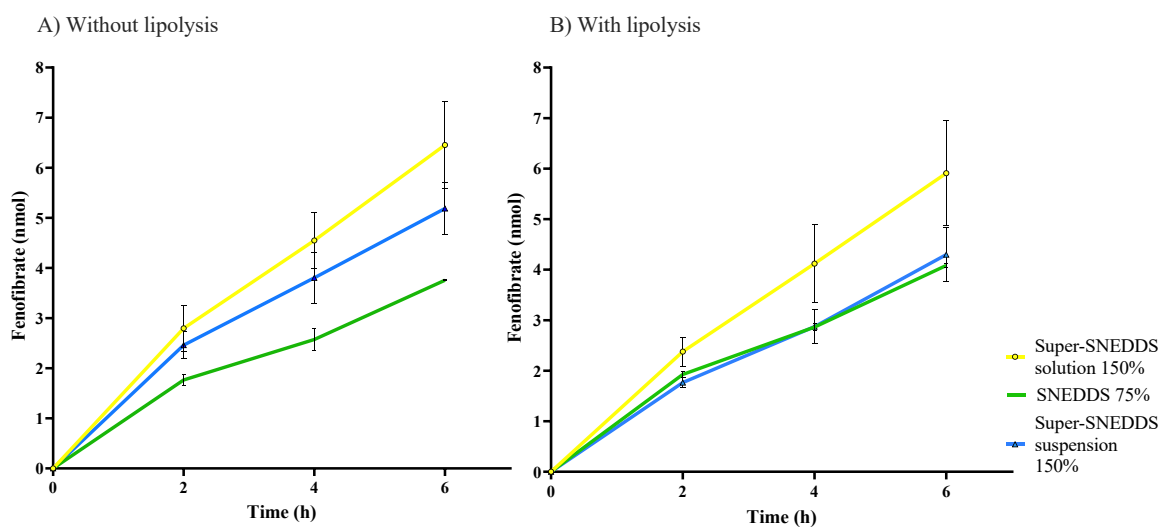 A) Without lipolysis
8
7
6
5
4
3
2
1
0
Fenofibrate (nmol)
0 2 4 6
Time (h)
B) With lipolysis
8
7
6
5
4
3
2
1
0
Fenofibrate (nmol)
0 2 4 6
Time (h)
Super-SNEDDS
solution 150%
SNEDDS 75%
Super-SNEDDS
suspension
150%